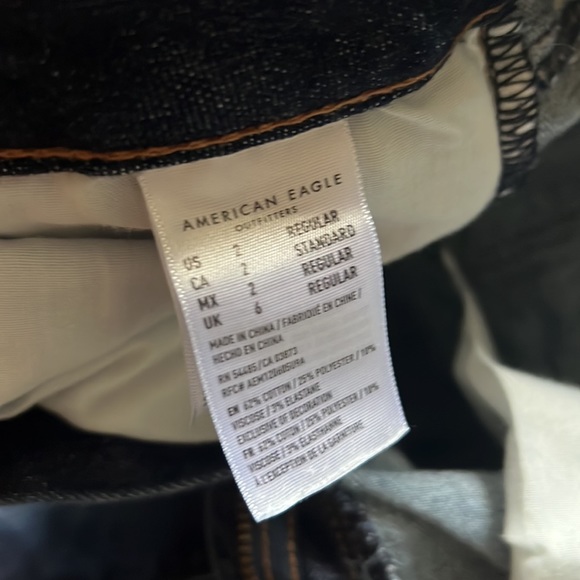 AMERICAN EAGLE
OUTFITTERS
US 2 REGULAR
CA 2 STANDARD
MX 2 REGULAR
UK 6 REGULAR
MADE IN CHINA / FABRIQUÉ EN CHINE /
HECHO EN CHINA
RN 54485/CA 03873
RFC# AEM120605U9A
EN 62% COTTON / 25% POLYESTER / 10%
VISCOSE / 3% ELASTANE
EXCLUSIVE OF DECORATION
FR 62% COTON / 25% POLYESTER / 10%
VISCOSE / 3% ÉLASTHANNE
À L'EXCEPTION DE LA GARNITURE